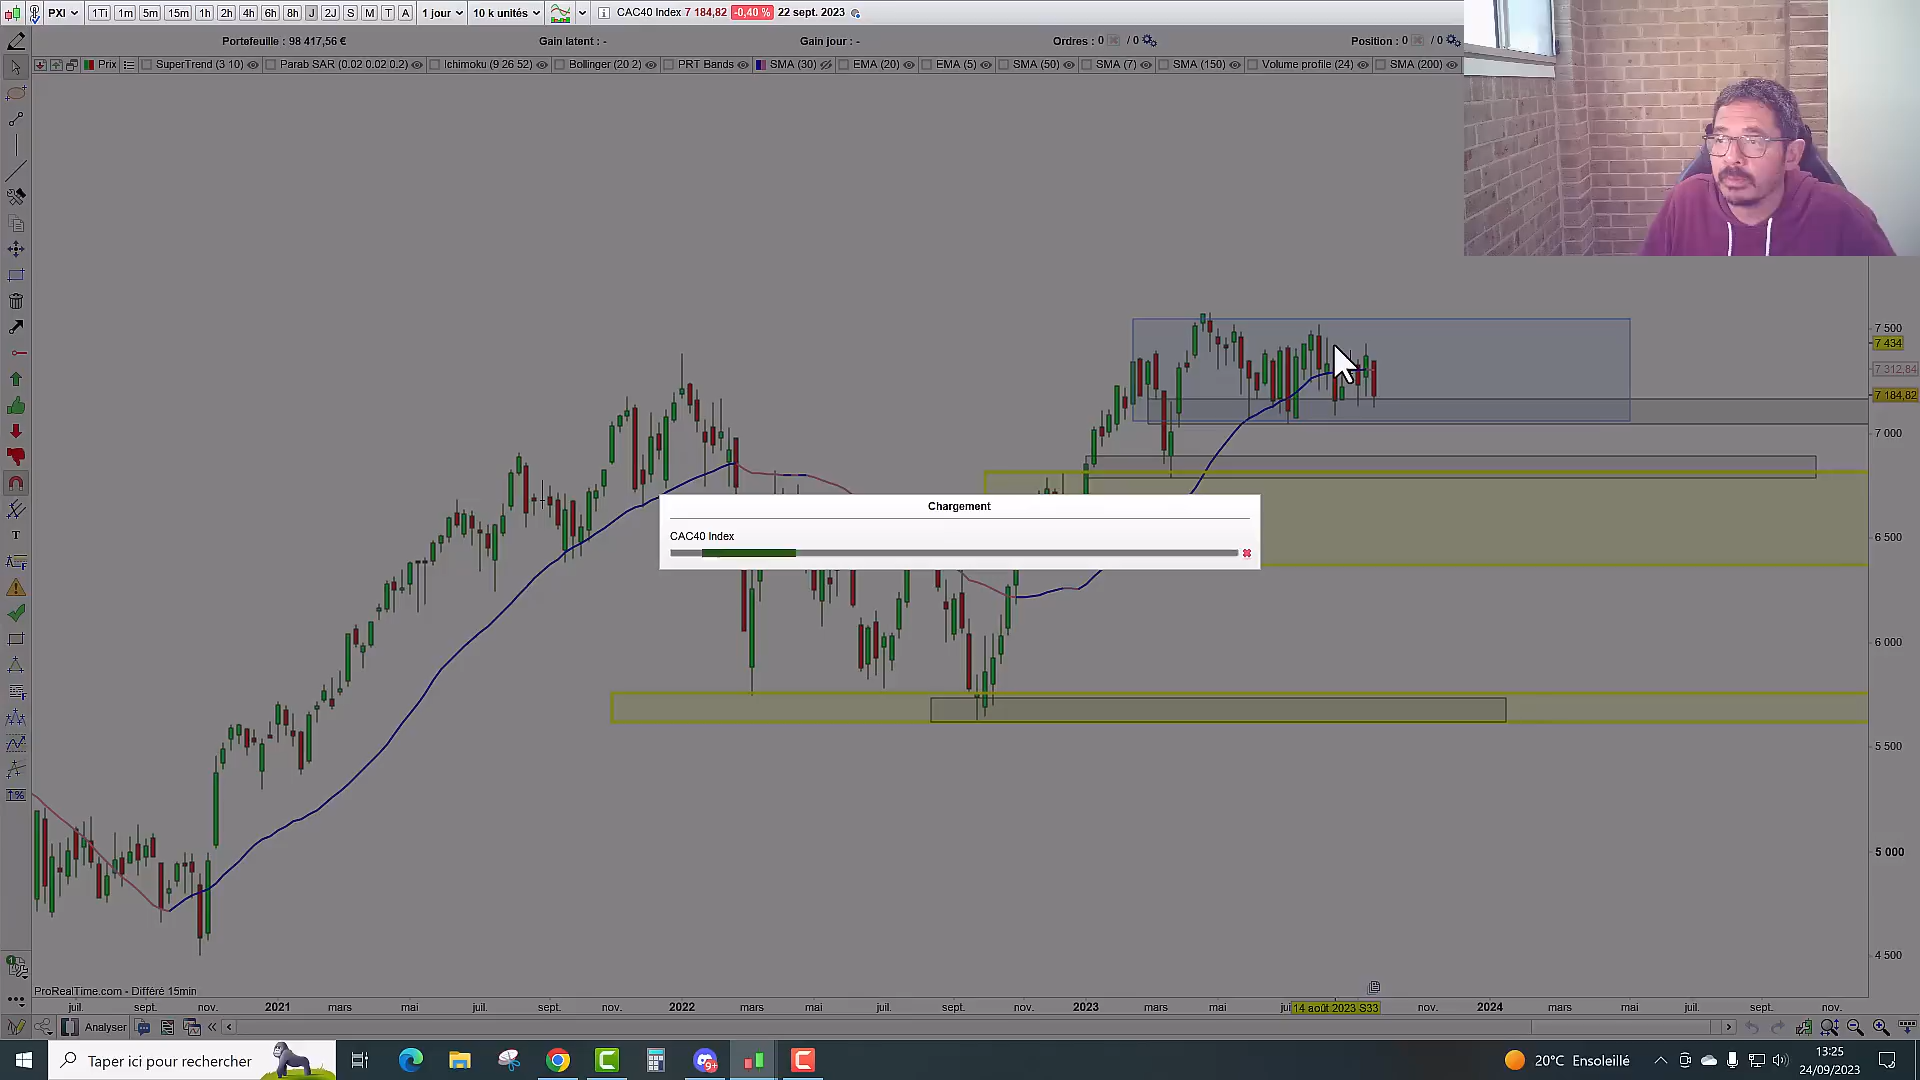 PXI 1Ti 1m 5m 15m 1h 2h 4h 6h 8h J 2J S M T A 1 jour 10 k unités CAC40 Index 7 184,82 -0,40 % 22 sept. 2023
Portefeuille : 98 417,56 € Gain latent : - Gain jour : - Ordres : 0 / 0 Position : 0 / 0
Prix SuperTrend (3 10) Parab SAR (0.02 0.02 0.2) Ichimoku (9 26 52) Bollinger (20 2) PRT Bands SMA (30) EMA (20) EMA (5) SMA (50) SMA (7) SMA (150) Volume profile (24) SMA (200)
7 500
7 434
7 312,84
7 184,82
7 000
6 500
6 000
5 500
5 000
4 500
Chargement
CAC40 Index
ProRealTime.com - Différé 15min
juil. sept. nov. 2021 mars mai juil. sept. nov. 2022 mars mai juil. sept. nov. 2023 mars mai 14 août 2023 S33 nov. 2024 mars mai juil. sept. nov.
Analyser
Taper ici pour rechercher
9+
20°C Ensoleillé
13:25
24/09/2023